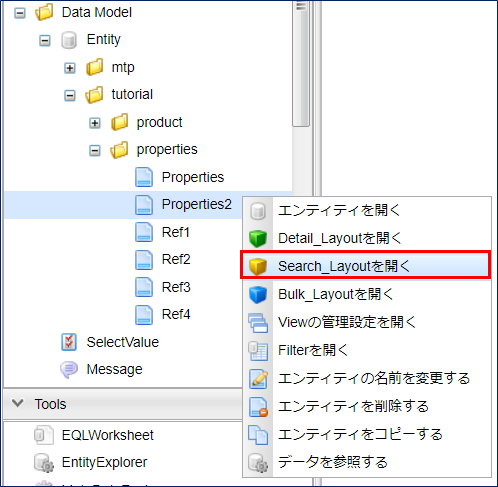 Data Model
Entity
mtp
tutorial
product
properties
Properties
Properties2
Ref1
Ref2
Ref3
Ref4
SelectValue
Message
Tools
EQLWorksheet
EntityExplorer
エンティティを開く
Detail_Layoutを開く
Search_Layoutを開く
Bulk_Layoutを開く
Viewの管理設定を開く
Filterを開く
エンティティの名前を変更する
エンティティを削除する
エンティティをコピーする
データを参照する